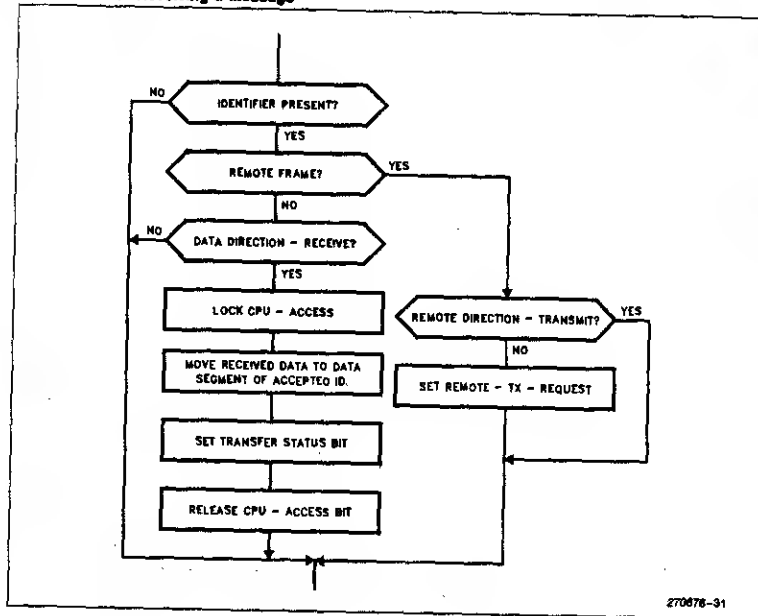 a message
NO
IDENTIFIER PRESENT?
YES
REMOTE FRAME?
YES
NO
NO
DATA DIRECTION - RECEIVE?
YES
LOCK CPU - ACCESS
REMOTE DIRECTION - TRANSMIT?
YES
NO
MOVE RECEIVED DATA TO DATA
SEGMENT OF ACCEPTED ID.
SET REMOTE - TX - REQUEST
SET TRANSFER STATUS BIT
RELEASE CPU - ACCESS BIT
270678-31